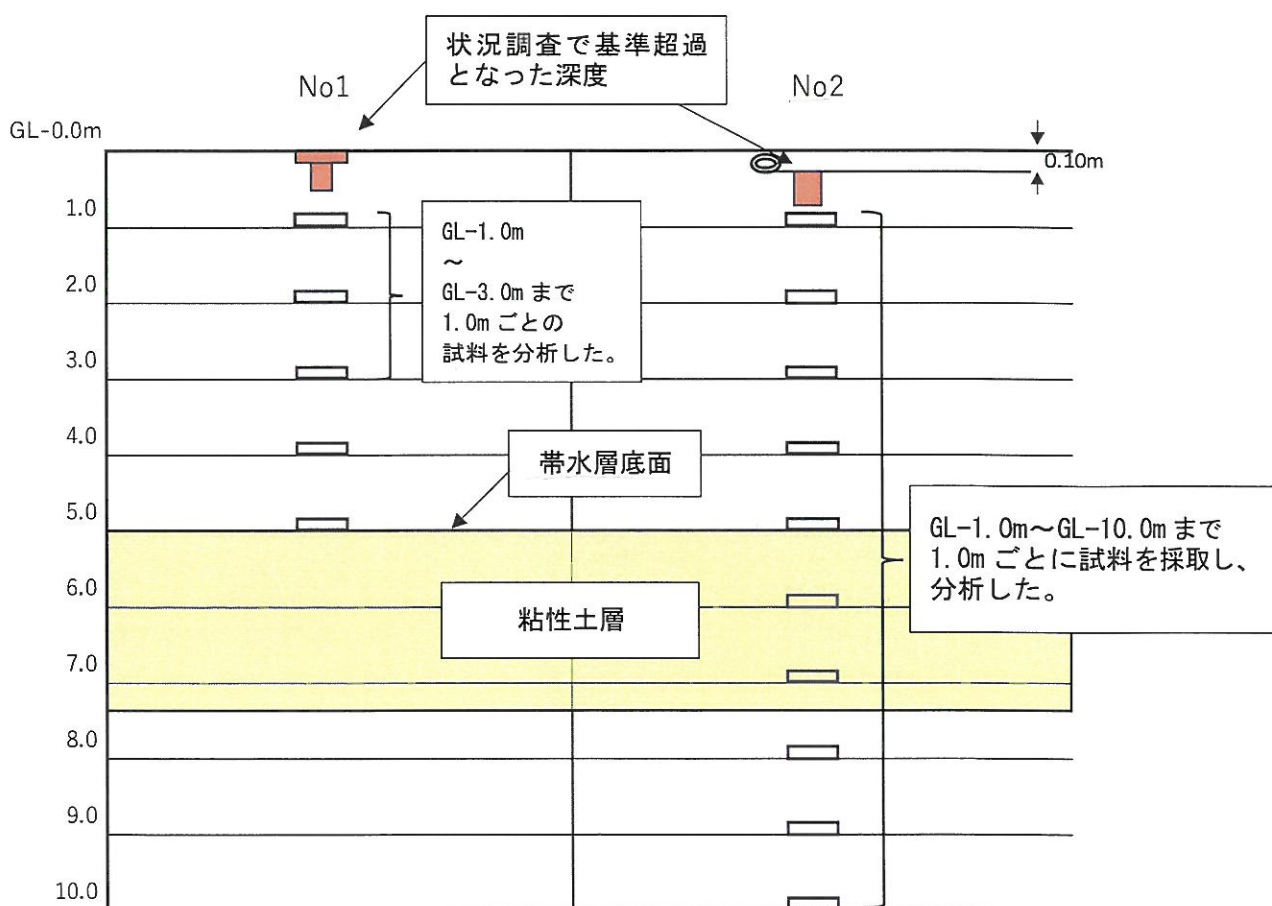 状況調査で基準超過
となった深度
No1
No2
GL-0.0m
0.10m
1.0
GL-1.0m
～
GL-3.0mまで
1.0mごとの
試料を分析した。
2.0
3.0
4.0
帯水層底面
5.0
GL-1.0m～GL-10.0mまで
1.0mごとに試料を採取し、
分析した。
6.0
粘性土層
7.0
8.0
9.0
10.0